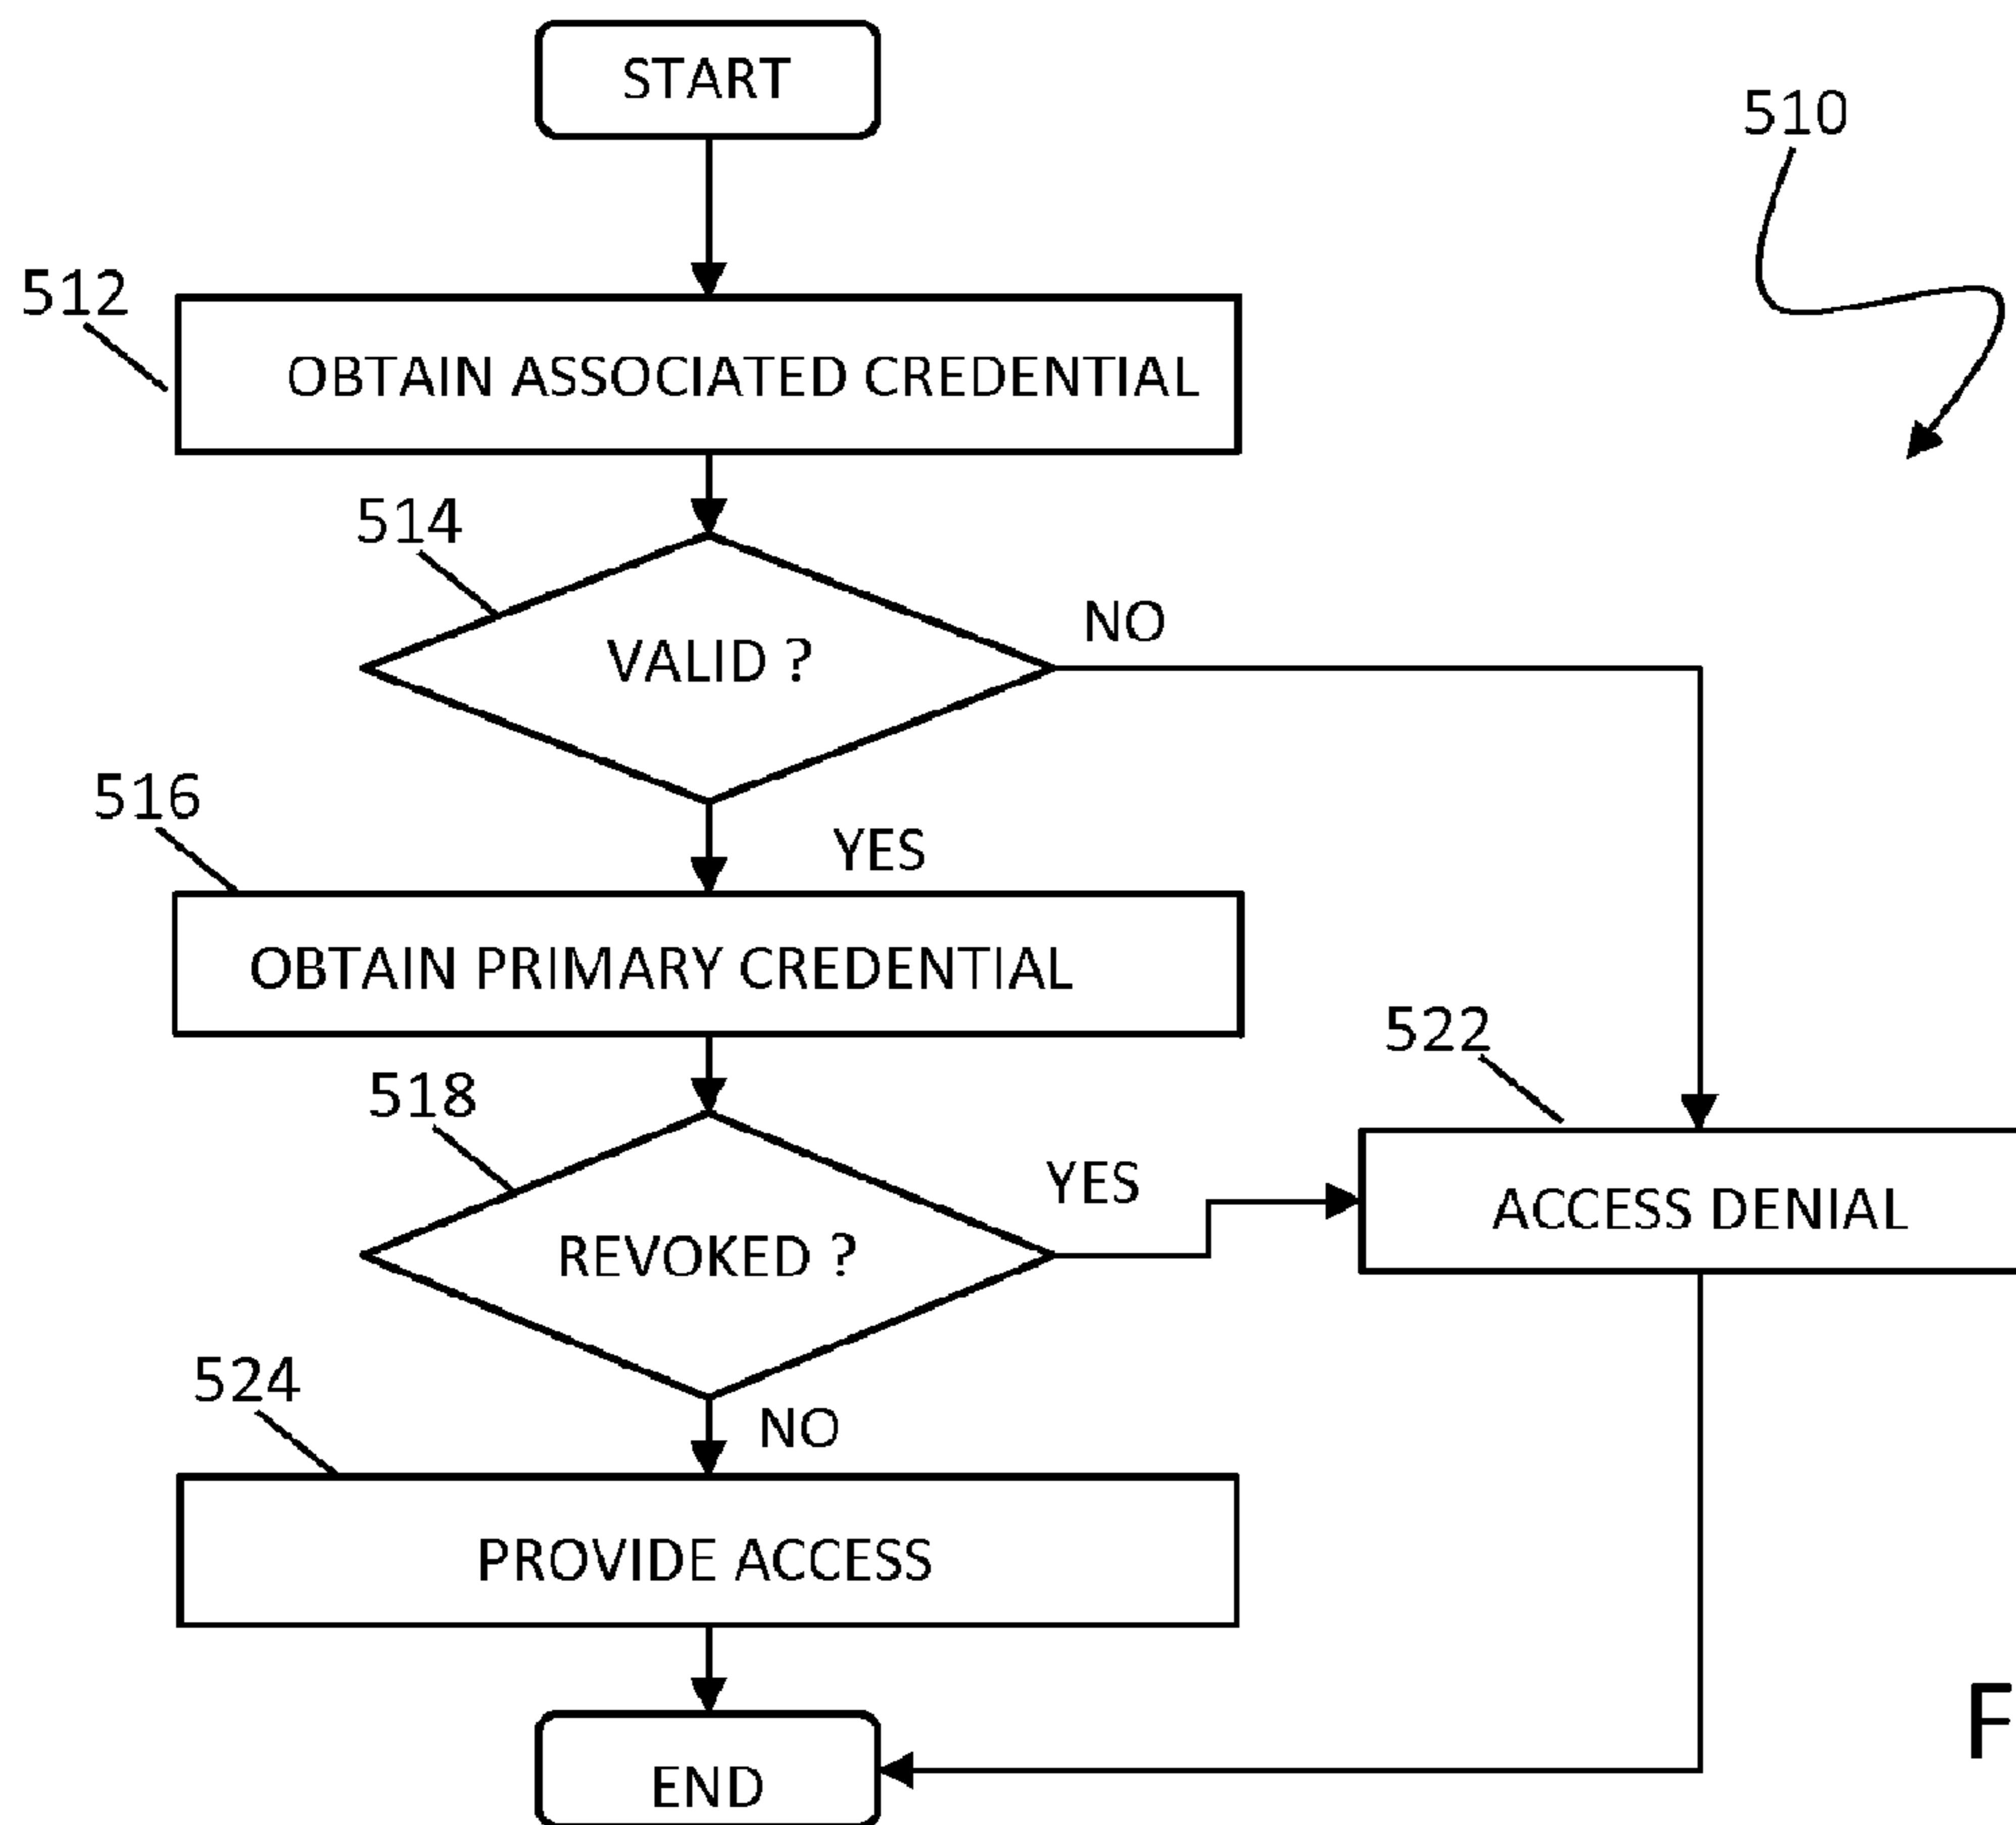 START
510
512
OBTAIN ASSOCIATED CREDENTIAL
514
VALID ?
NO
516
YES
OBTAIN PRIMARY CREDENTIAL
522
518
YES
ACCESS DENIAL
REVOKED ?
524
NO
PROVIDE ACCESS
F
END